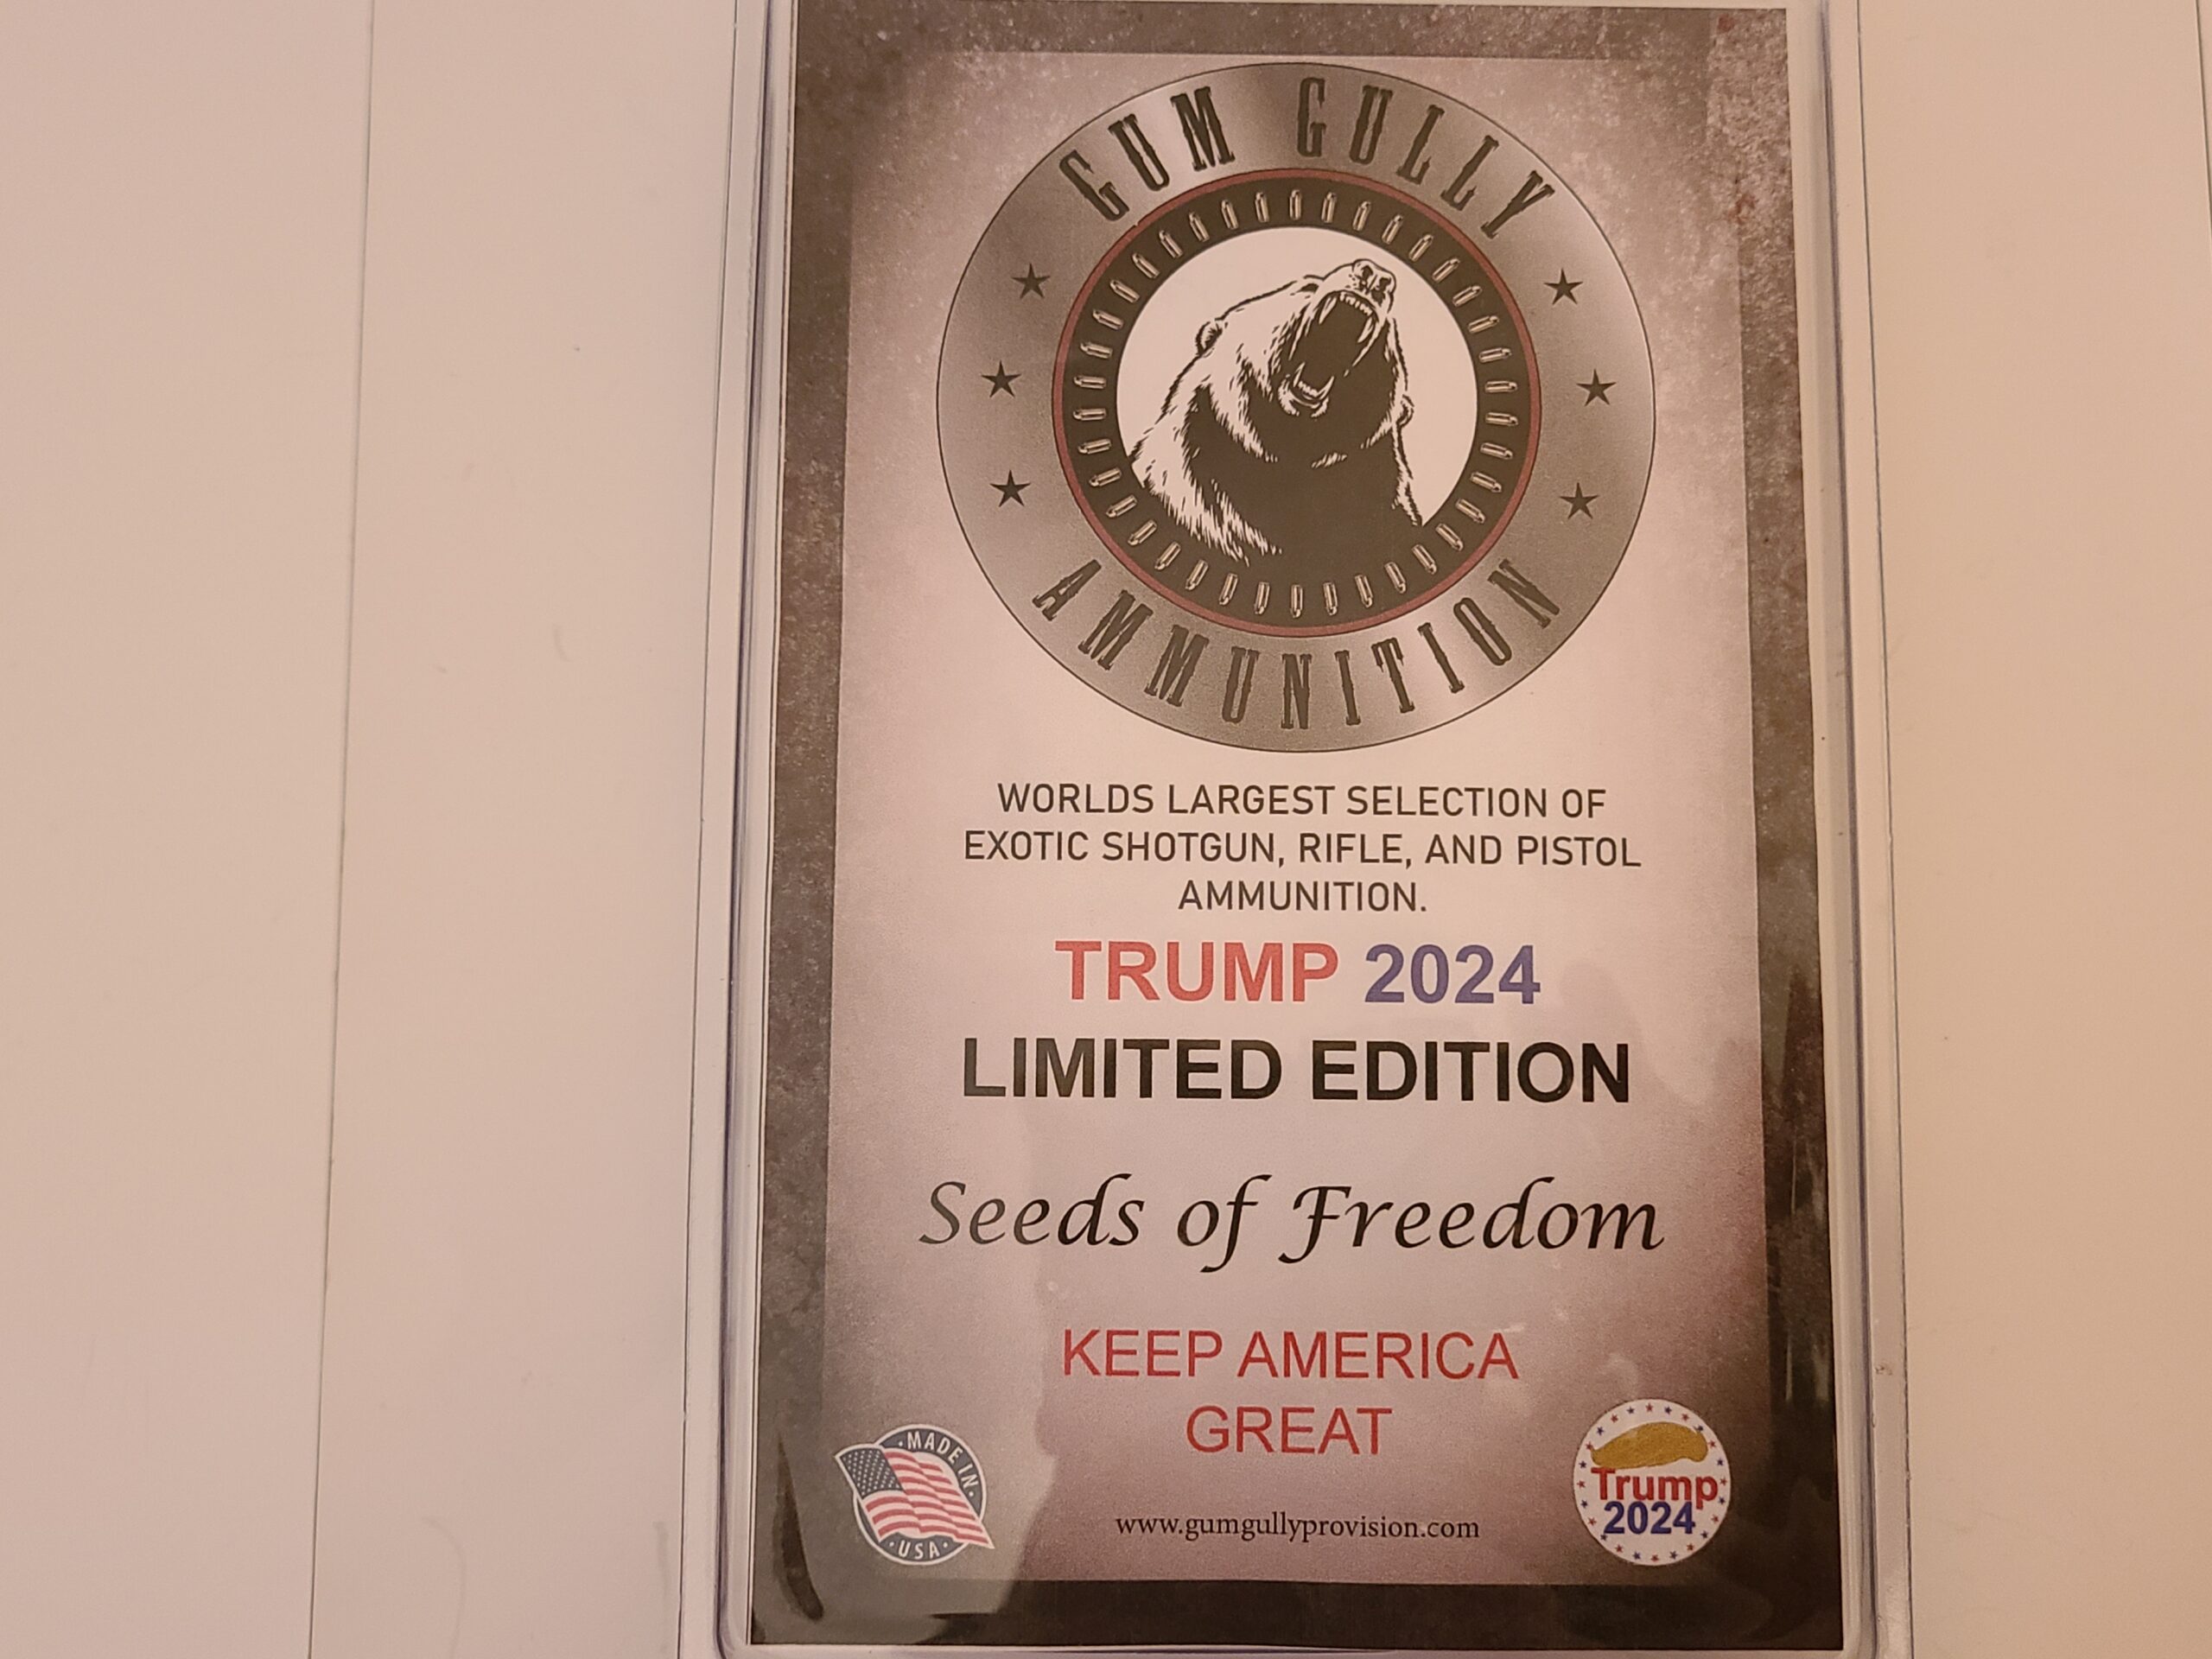 GUM GULLY
AMMUNITION
WORLDS LARGEST SELECTION OF
EXOTIC SHOTGUN, RIFLE, AND PISTOL
AMMUNITION.
TRUMP 2024
LIMITED EDITION
Seeds of Freedom
KEEP AMERICA
GREAT
MADE IN
USA
www.gumgullyprovision.com
Trump
2024